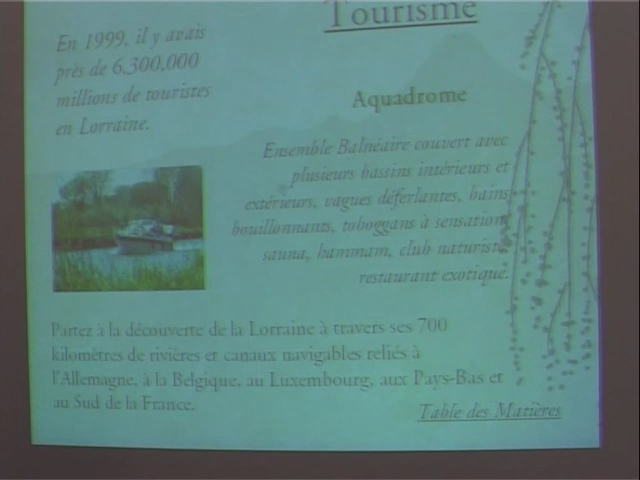 Tourisme
En 1999, il y avais
près de 6,300,000
millions de touristes
en Lorraine.
Aquadrome
Ensemble Balnéaire couvert avec
plusieurs bassins intérieurs et
extérieurs, vagues déferlantes, bains
bouillonnants, toboggans à sensation,
sauna, hammam, club naturiste,
restaurant exotique.
Partez à la découverte de la Lorraine à travers ses 700
kilomètres de rivières et canaux navigables reliés à
l'Allemagne, à la Belgique, au Luxembourg, aux Pays-Bas et
au Sud de la France.
Table des Matières